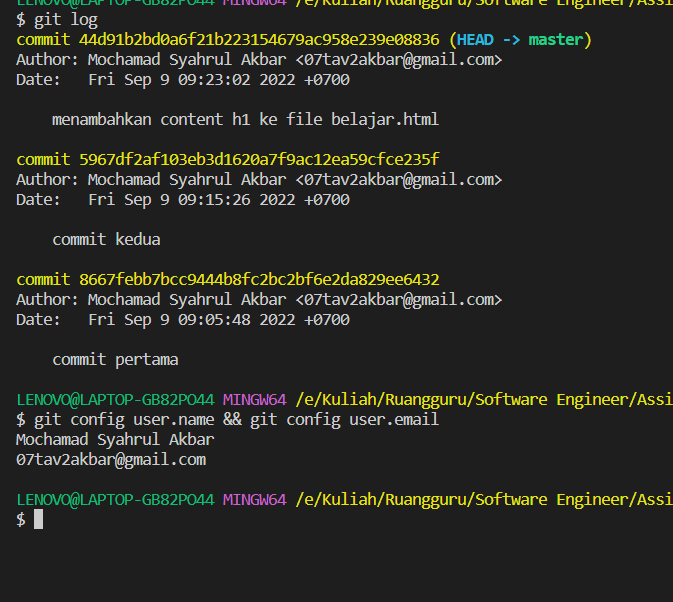 LENOVO@LAPTOP-GB82PO44 MINGW64 /e/Kuliah/Ruangguru/Software Engineer/Assi
$ git log
commit 44d91b2bd0a6f21b223154679ac958e239e08836 (HEAD -> master)
Author: Mochamad Syahrul Akbar <07tav2akbar@gmail.com>
Date:   Fri Sep 9 09:23:02 2022 +0700
menambahkan content h1 ke file belajar.html
commit 5967df2af103eb3d1620a7f9ac12ea59cfce235f
Author: Mochamad Syahrul Akbar <07tav2akbar@gmail.com>
Date:   Fri Sep 9 09:15:26 2022 +0700
commit kedua
commit 8667febb7bcc9444b8fc2bc2bf6e2da829ee6432
Author: Mochamad Syahrul Akbar <07tav2akbar@gmail.com>
Date:   Fri Sep 9 09:05:48 2022 +0700
commit pertama
LENOVO@LAPTOP-GB82PO44 MINGW64 /e/Kuliah/Ruangguru/Software Engineer/Assi
$ git config user.name && git config user.email
Mochamad Syahrul Akbar
07tav2akbar@gmail.com
LENOVO@LAPTOP-GB82PO44 MINGW64 /e/Kuliah/Ruangguru/Software Engineer/Assi
$